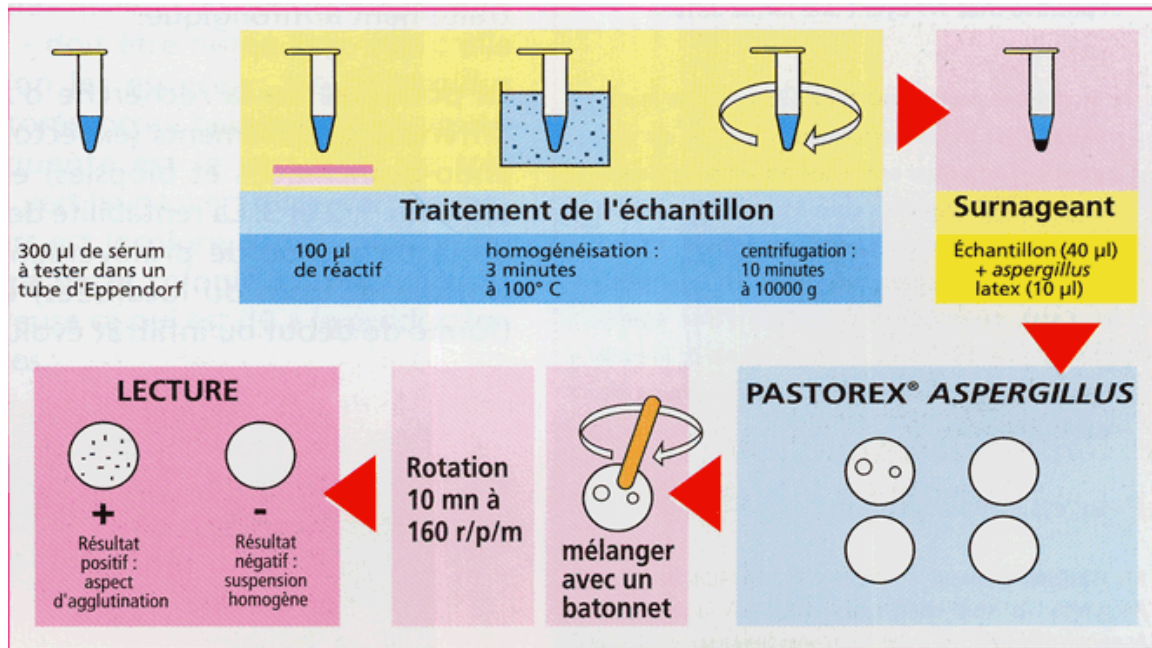 Traitement de l'échantillon
Surnageant
300 µl de sérum
à tester dans un
tube d'Eppendorf
100 µl
de réactif
homogénéisation :
3 minutes
à 100° C
centrifugation :
10 minutes
à 10000 g
Échantillon (40 µl)
+ aspergillus
latex (10 µl)
PASTOREX® ASPERGILLUS
mélanger
avec un
batonnet
Rotation
10 mn à
160 r/p/m
LECTURE
+
-
Résultat
positif :
aspect
d'agglutination
Résultat
négatif :
suspension
homogène